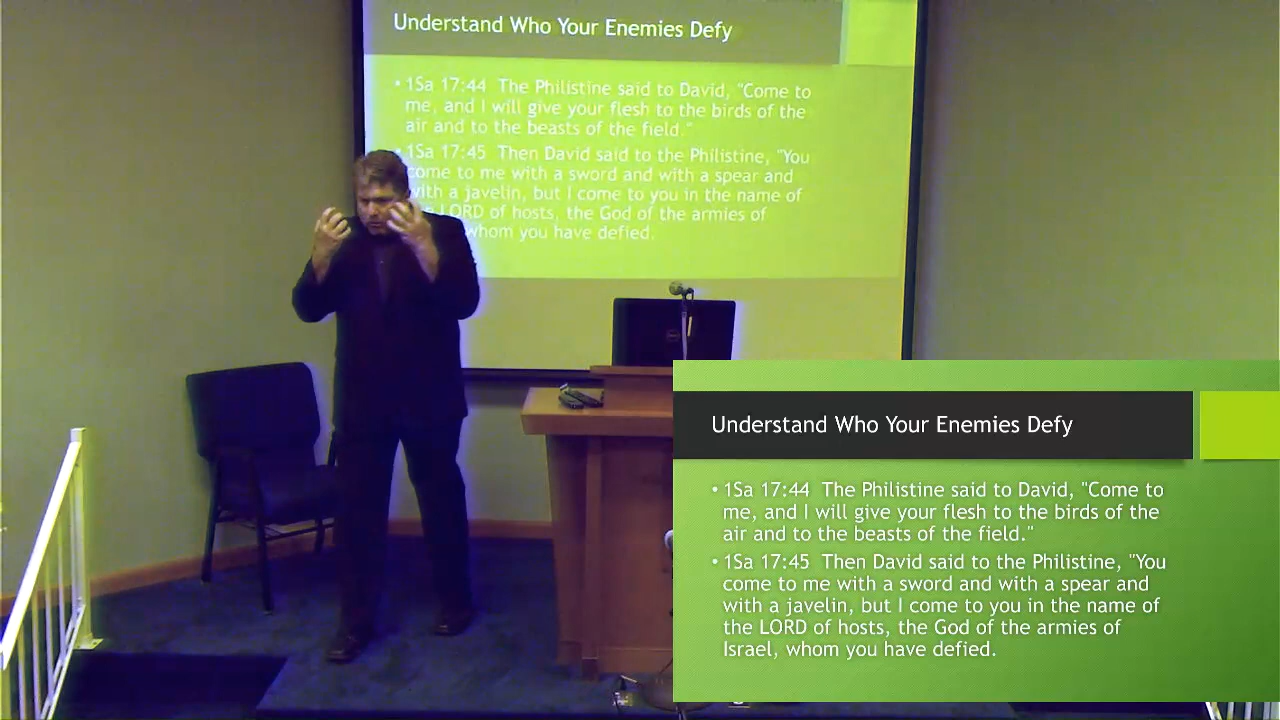 Understand Who Your Enemies Defy
• 1Sa 17:44 The Philistine said to David, "Come to
me, and I will give your flesh to the birds of the
air and to the beasts of the field."
• 1Sa 17:45 Then David said to the Philistine, "You
come to me with a sword and with a spear and
with a javelin, but I come to you in the name of
LORD of hosts, the God of the armies of
whom you have defied.
Understand Who Your Enemies Defy
• 1Sa 17:44 The Philistine said to David, "Come to
me, and I will give your flesh to the birds of the
air and to the beasts of the field."
• 1Sa 17:45 Then David said to the Philistine, "You
come to me with a sword and with a spear and
with a javelin, but I come to you in the name of
the LORD of hosts, the God of the armies of
Israel, whom you have defied.